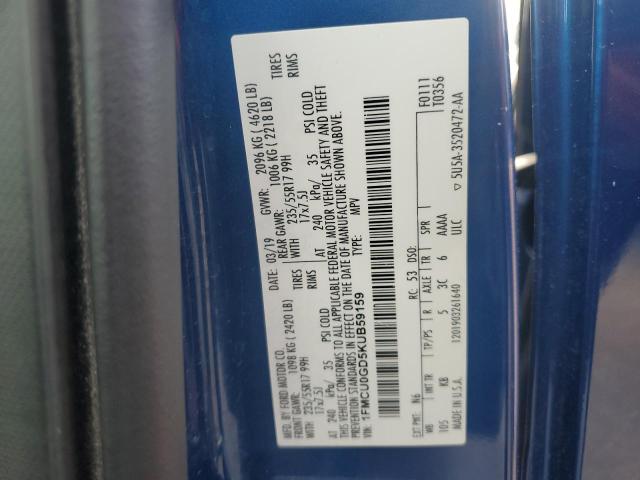 MFD. BY FORD MOTOR CO.
DATE: 03/19 GVWR: 2096 KG ( 4620 LB)
FRONT GAWR: 1098 KG ( 2420 LB) REAR GAWR: 1006 KG ( 2218 LB)
WITH 235/55R17 99H TIRES WITH 235/55R17 99H TIRES
17x7.5J RIMS 17x7.5J RIMS
AT 240 kPa/ 35 PSI COLD AT 240 kPa/ 35 PSI COLD
THIS VEHICLE CONFORMS TO ALL APPLICABLE FEDERAL MOTOR VEHICLE SAFETY AND THEFT
PREVENTION STANDARDS IN EFFECT ON THE DATE OF MANUFACTURE SHOWN ABOVE.
VIN: 1FMCU0GD5KUB59159 TYPE: MPV
F0111
T0356
EXT PNT: N6 RC: 53 DSO:
WB INT TR TP/PS R AXLE TR SPR
105 KB 5 3C 6 AAAA
MADE IN U.S.A. 1201903261640 ULC
5U5A-3520472-AA